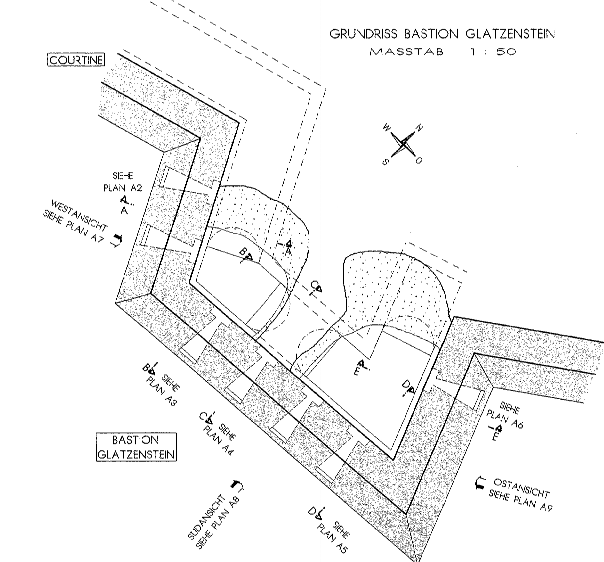 GRUNDRISS BASTION GLATZENSTEIN
MASSTAB 1 : 50
COURTINE
N
W
O
S
SIEHE
PLAN A2
A
WESTANSICHT
SIEHE PLAN A7
A
B
C
E
D
B
SIEHE
PLAN A3
C
SIEHE
PLAN A4
SIEHE
PLAN A6
E
BASTION
GLATZENSTEIN
OSTANSICHT
SIEHE PLAN A9
SÜDANSICHT
SIEHE PLAN A8
D
SIEHE
PLAN A5